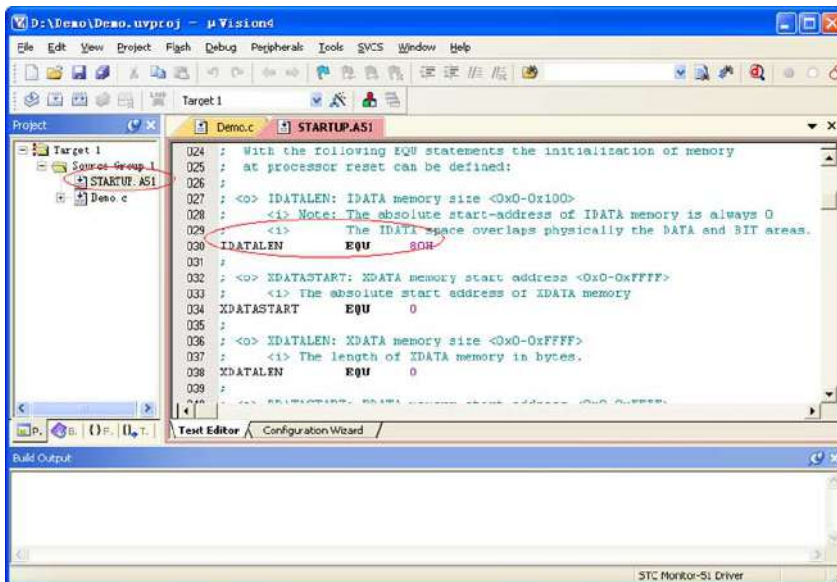 D:\Demo\Demo.uvproj - µVision4
File Edit View Project Flash Debug Peripherals Tools SVCS Window Help
Target 1
Project
Demo.c STARTUP.A51
Target 1
Source Group 1
STARTUP.A51
Demo.c
024 ; With the following EQU statements the initialization of memory
025 ; at processor reset can be defined:
026 ;
027 ; <o> IDATALEN: IDATA memory size <0x0-0x100>
028 ; <i> Note: The absolute start-address of IDATA memory is always 0
029 ; <i> The IDATA space overlaps physically the DATA and BIT areas.
030 IDATALEN EQU 80H
031 ;
032 ; <o> XDATASTART: XDATA memory start address <0x0-0xFFFF>
033 ; <i> The absolute start address of XDATA memory
034 XDATASTART EQU 0
035 ;
036 ; <o> XDATALEN: XDATA memory size <0x0-0xFFFF>
037 ; <i> The length of XDATA memory in bytes.
038 XDATALEN EQU 0
039 ;
P. B. {}F. T.
Text Editor Configuration Wizard
Build Output
STC Monitor-51 Driver